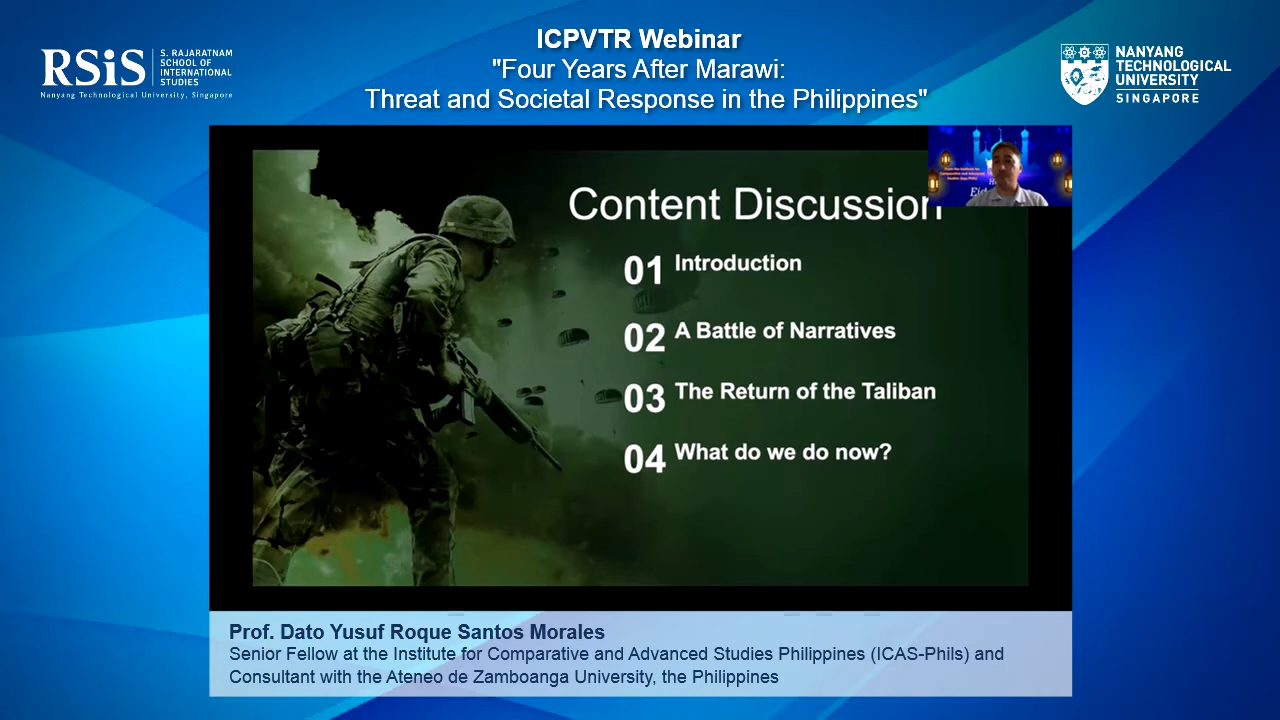 RSiS
S. RAJARATNAM
SCHOOL OF
INTERNATIONAL
STUDIES
Nanyang Technological University, Singapore
ICPVTR Webinar
"Four Years After Marawi:
Threat and Societal Response in the Philippines"
NANYANG
TECHNOLOGICAL
UNIVERSITY
SINGAPORE
Content Discussion
01 Introduction
02 A Battle of Narratives
03 The Return of the Taliban
04 What do we do now?
Prof. Dato Yusuf Roque Santos Morales
Senior Fellow at the Institute for Comparative and Advanced Studies Philippines (ICAS-Phils) and
Consultant with the Ateneo de Zamboanga University, the Philippines